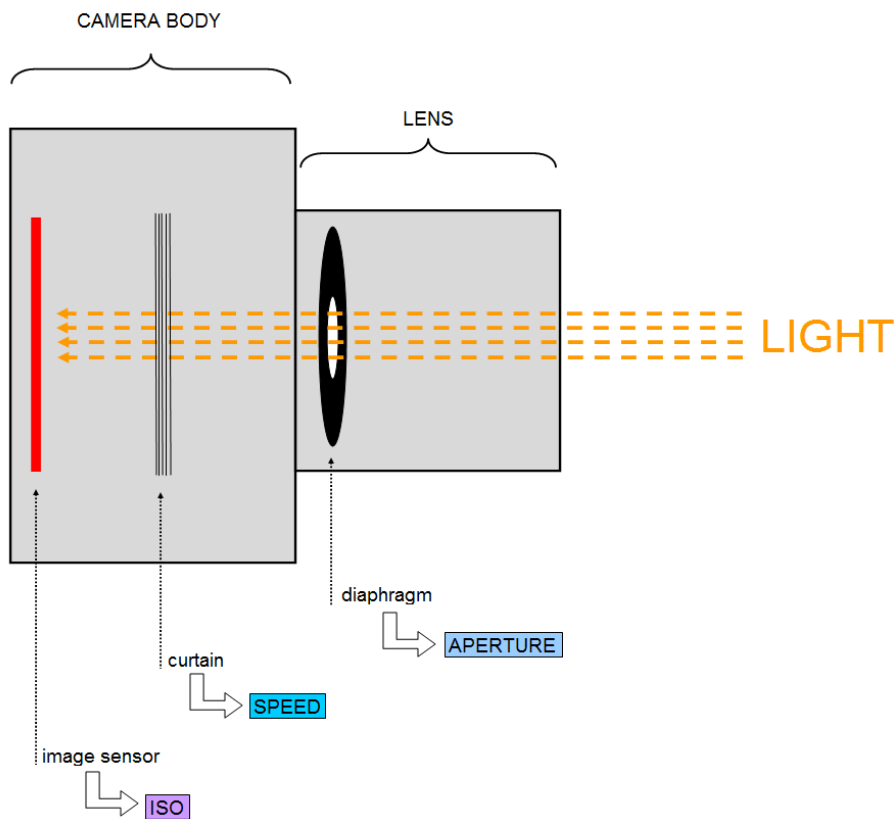 CAMERA BODY
LENS
LIGHT
diaphragm
APERTURE
curtain
SPEED
image sensor
ISO